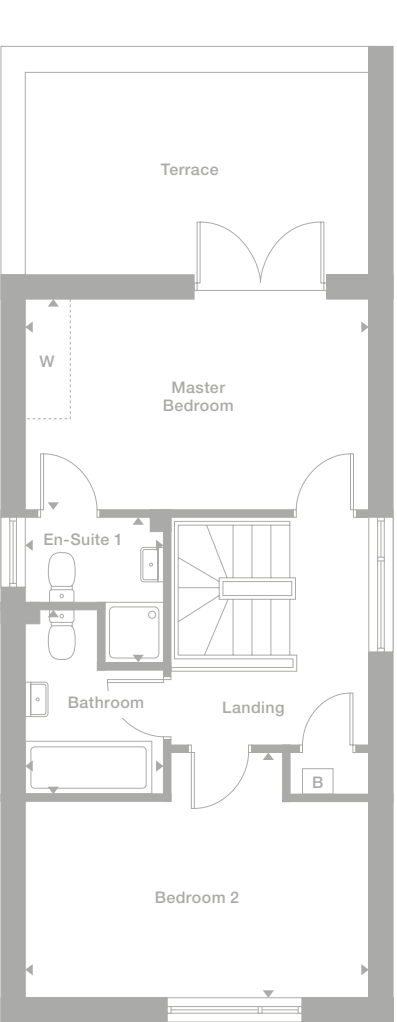 Terrace
W
Master
Bedroom
En-Suite 1
Bathroom
Landing
B
Bedroom 2